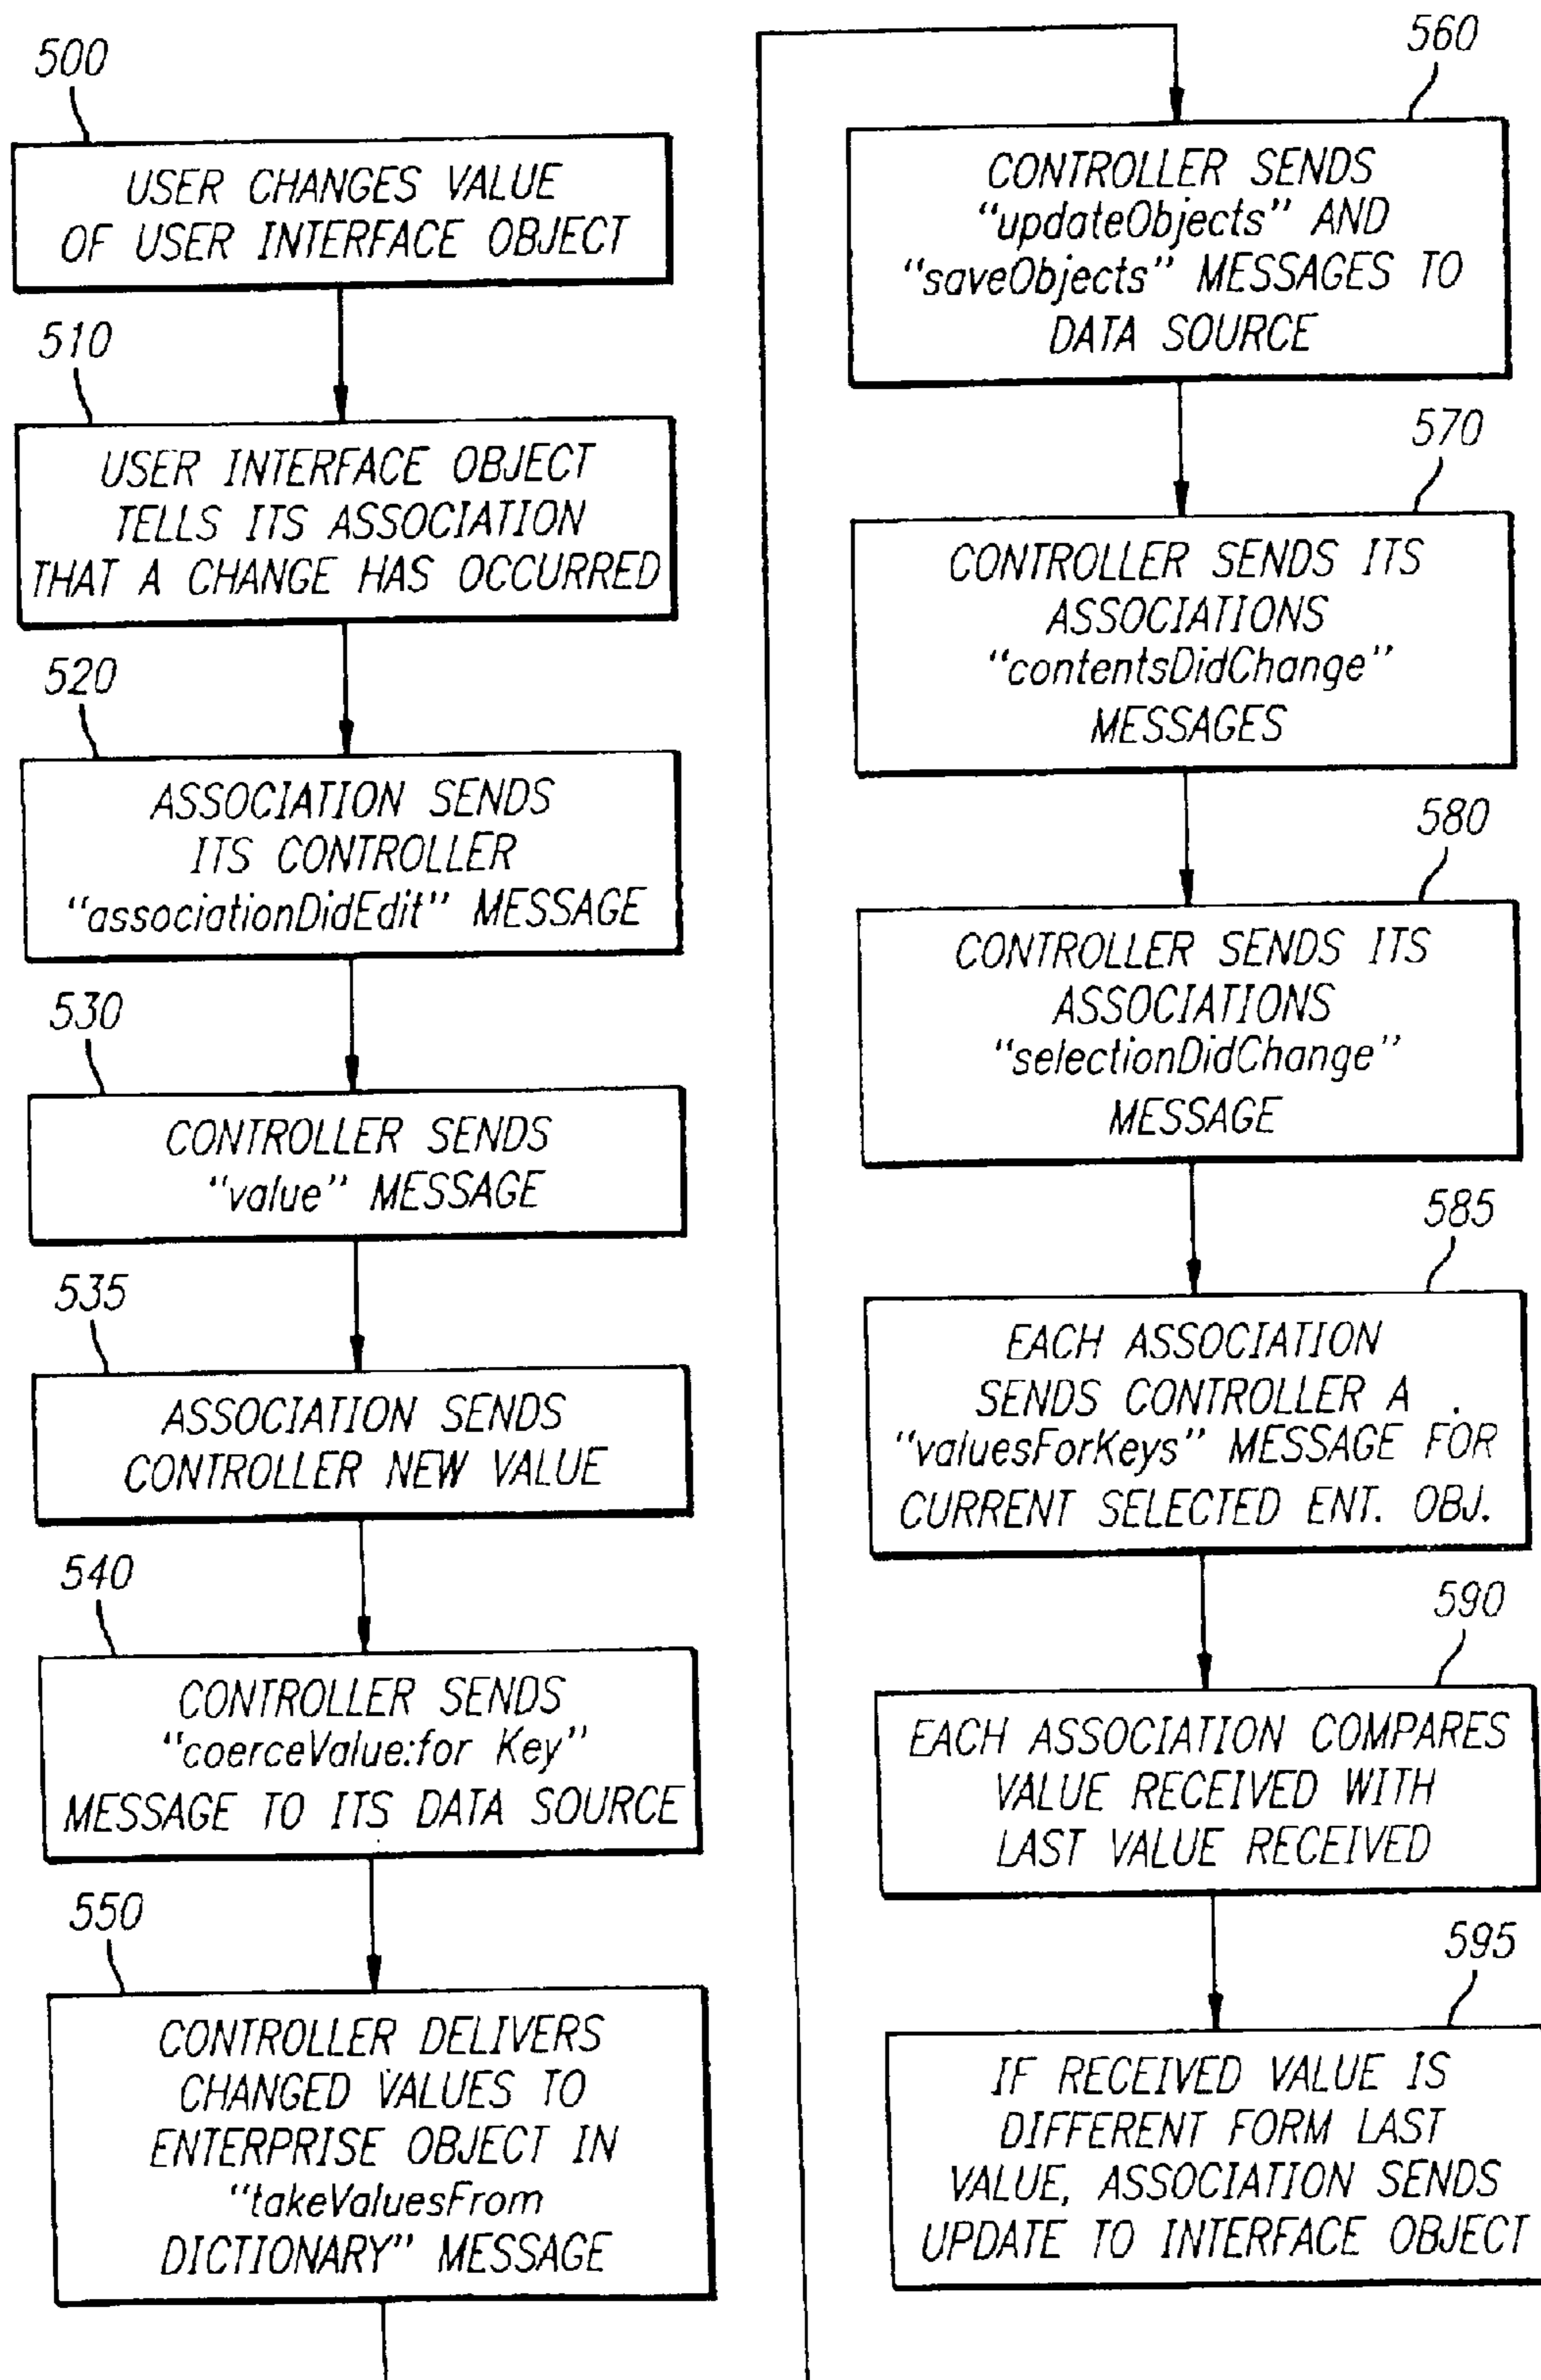 500
USER CHANGES VALUE
OF USER INTERFACE OBJECT
510
USER INTERFACE OBJECT
TELLS ITS ASSOCIATION
THAT A CHANGE HAS OCCURRED
520
ASSOCIATION SENDS
ITS CONTROLLER
"associationDidEdit" MESSAGE
530
CONTROLLER SENDS
"value" MESSAGE
535
ASSOCIATION SENDS
CONTROLLER NEW VALUE
540
CONTROLLER SENDS
"coerceValue:for Key"
MESSAGE TO ITS DATA SOURCE
550
CONTROLLER DELIVERS
CHANGED VALUES TO
ENTERPRISE OBJECT IN
"takeValuesFrom
DICTIONARY" MESSAGE
560
CONTROLLER SENDS
"updateObjects" AND
"saveObjects" MESSAGES TO
DATA SOURCE
570
CONTROLLER SENDS ITS
ASSOCIATIONS
"contentsDidChange"
MESSAGES
580
CONTROLLER SENDS ITS
ASSOCIATIONS
"selectionDidChange"
MESSAGE
585
EACH ASSOCIATION
SENDS CONTROLLER A
"valuesForKeys" MESSAGE FOR
CURRENT SELECTED ENT. OBJ.
590
EACH ASSOCIATION COMPARES
VALUE RECEIVED WITH
LAST VALUE RECEIVED
595
IF RECEIVED VALUE IS
DIFFERENT FORM LAST
VALUE, ASSOCIATION SENDS
UPDATE TO INTERFACE OBJECT